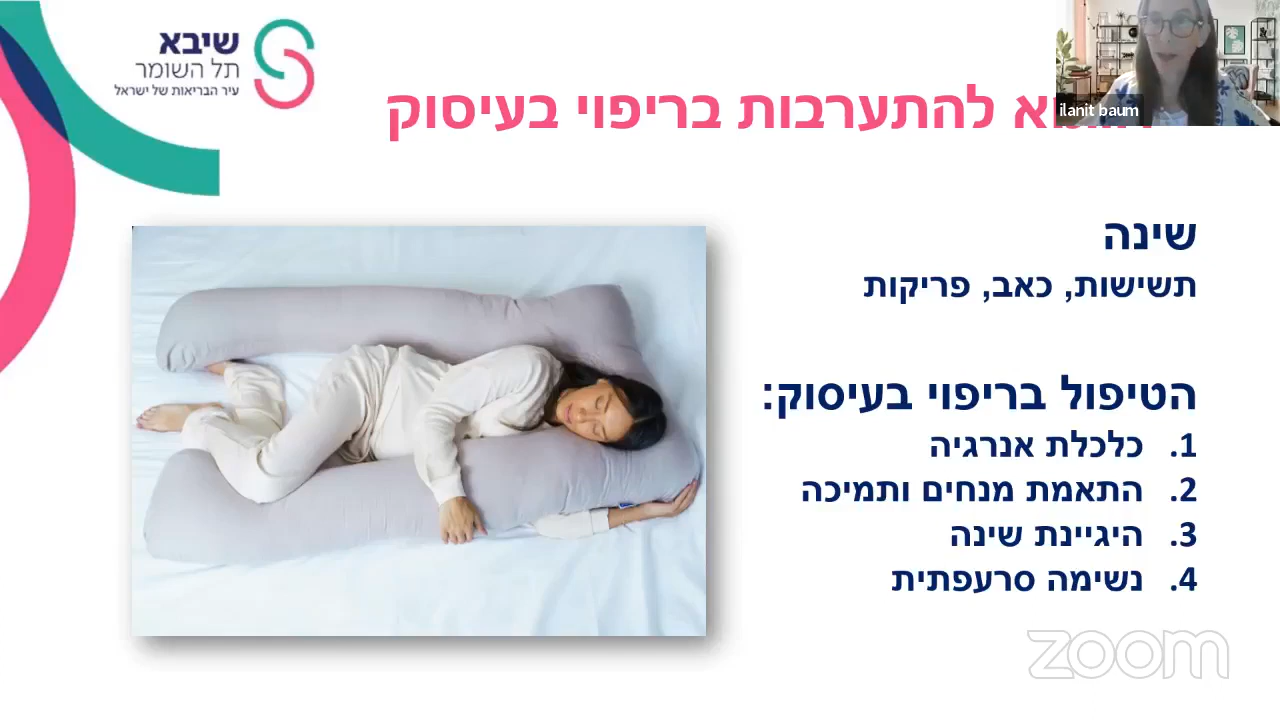 שיבא
תל השומר
עיר הבריאות של ישראל
ilanit baum
להתערבות בריפוי בעיסוק
שינה
תשישות, כאב, פריקות
הטיפול בריפוי בעיסוק:
1. כלכלת אנרגיה
2. התאמת מנחים ותמיכה
3. היגיינת שינה
4. נשימה סרעפתית
zoom